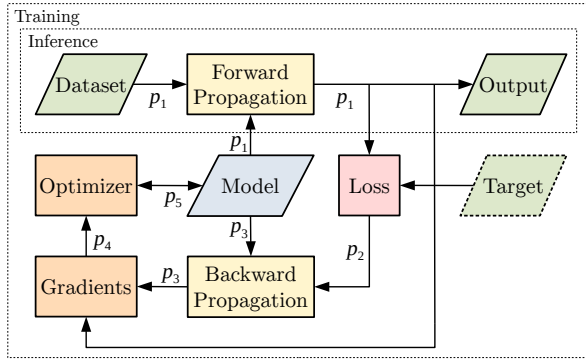 Training
Inference
Dataset
p₁
Forward
Propagation
p₁
Output
p₁
Optimizer
p₅
Model
Loss
Target
p₃
p₂
p₄
Gradients
p₃
Backward
Propagation